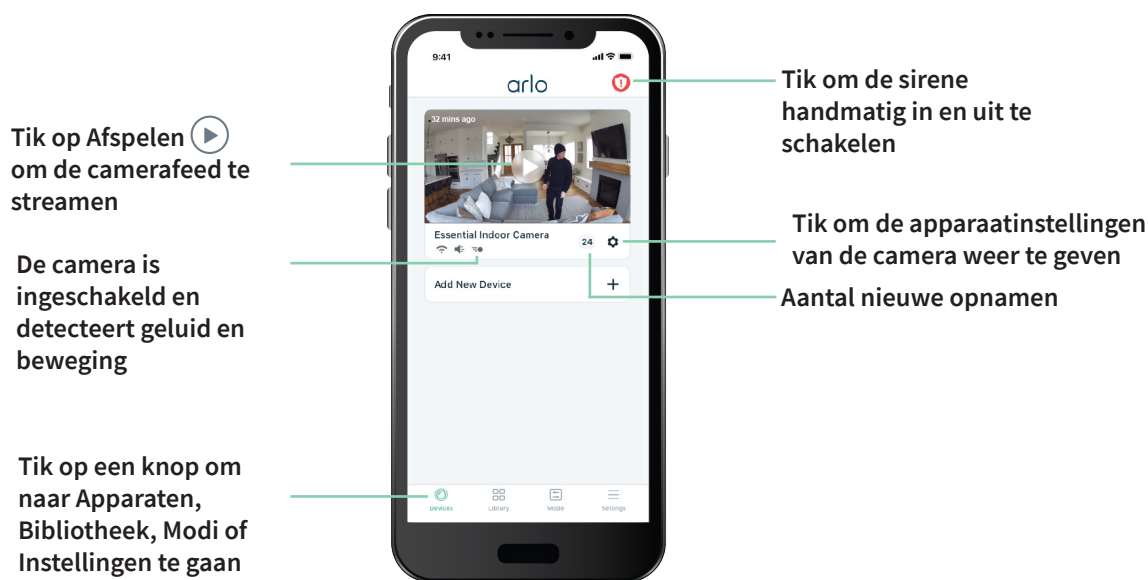 Tik op Afspelen
om de camerafeed te
streamen
De camera is
ingeschakeld en
detecteert geluid en
beweging
Tik op een knop om
naar Apparaten,
Bibliotheek, Modi of
Instellingen te gaan
9:41
arlo
32 mins ago
Essential Indoor Camera
24
Add New Device
Devices
Library
Mode
Settings
Tik om de sirene
handmatig in en uit te
schakelen
Tik om de apparaatinstellingen
van de camera weer te geven
Aantal nieuwe opnamen